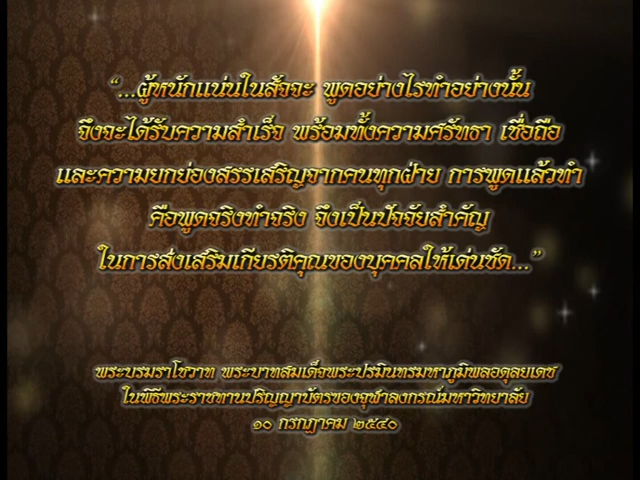 “...ผู้หนักแน่นในสัจจะ พูดอย่างไรทำอย่างนั้น
จึงจะได้รับความสำเร็จ พร้อมทั้งความศรัทธา เชื่อถือ
และความยกย่องสรรเสริญจากคนทุกฝ่าย การพูดแล้วทำ
คือพูดจริงทำจริง จึงเป็นปัจจัยสำคัญ
ในการส่งเสริมเกียรติคุณของบุคคลให้เด่นชัด...”
พระบรมราโชวาท พระบาทสมเด็จพระปรมินทรมหาภูมิพลอดุลยเดช
ในพิธีพระราชทานปริญญาบัตรของจุฬาลงกรณ์มหาวิทยาลัย
๑๐ กรกฎาคม ๒๕๔๐